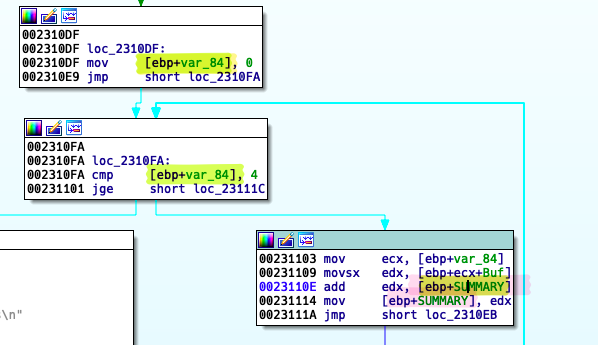 002310DF
002310DF loc_2310DF:
002310DF mov [ebp+var_84], 0
002310E9 jmp short loc_2310FA
002310FA
002310FA loc_2310FA:
002310FA cmp [ebp+var_84], 4
00231101 jge short loc_23111C
00231103 mov ecx, [ebp+var_84]
00231109 movsx edx, [ebp+ecx+Buf]
0023110E add edx, [ebp+SUMMARY]
00231114 mov [ebp+SUMMARY], edx
0023111A jmp short loc_2310EB
\n"